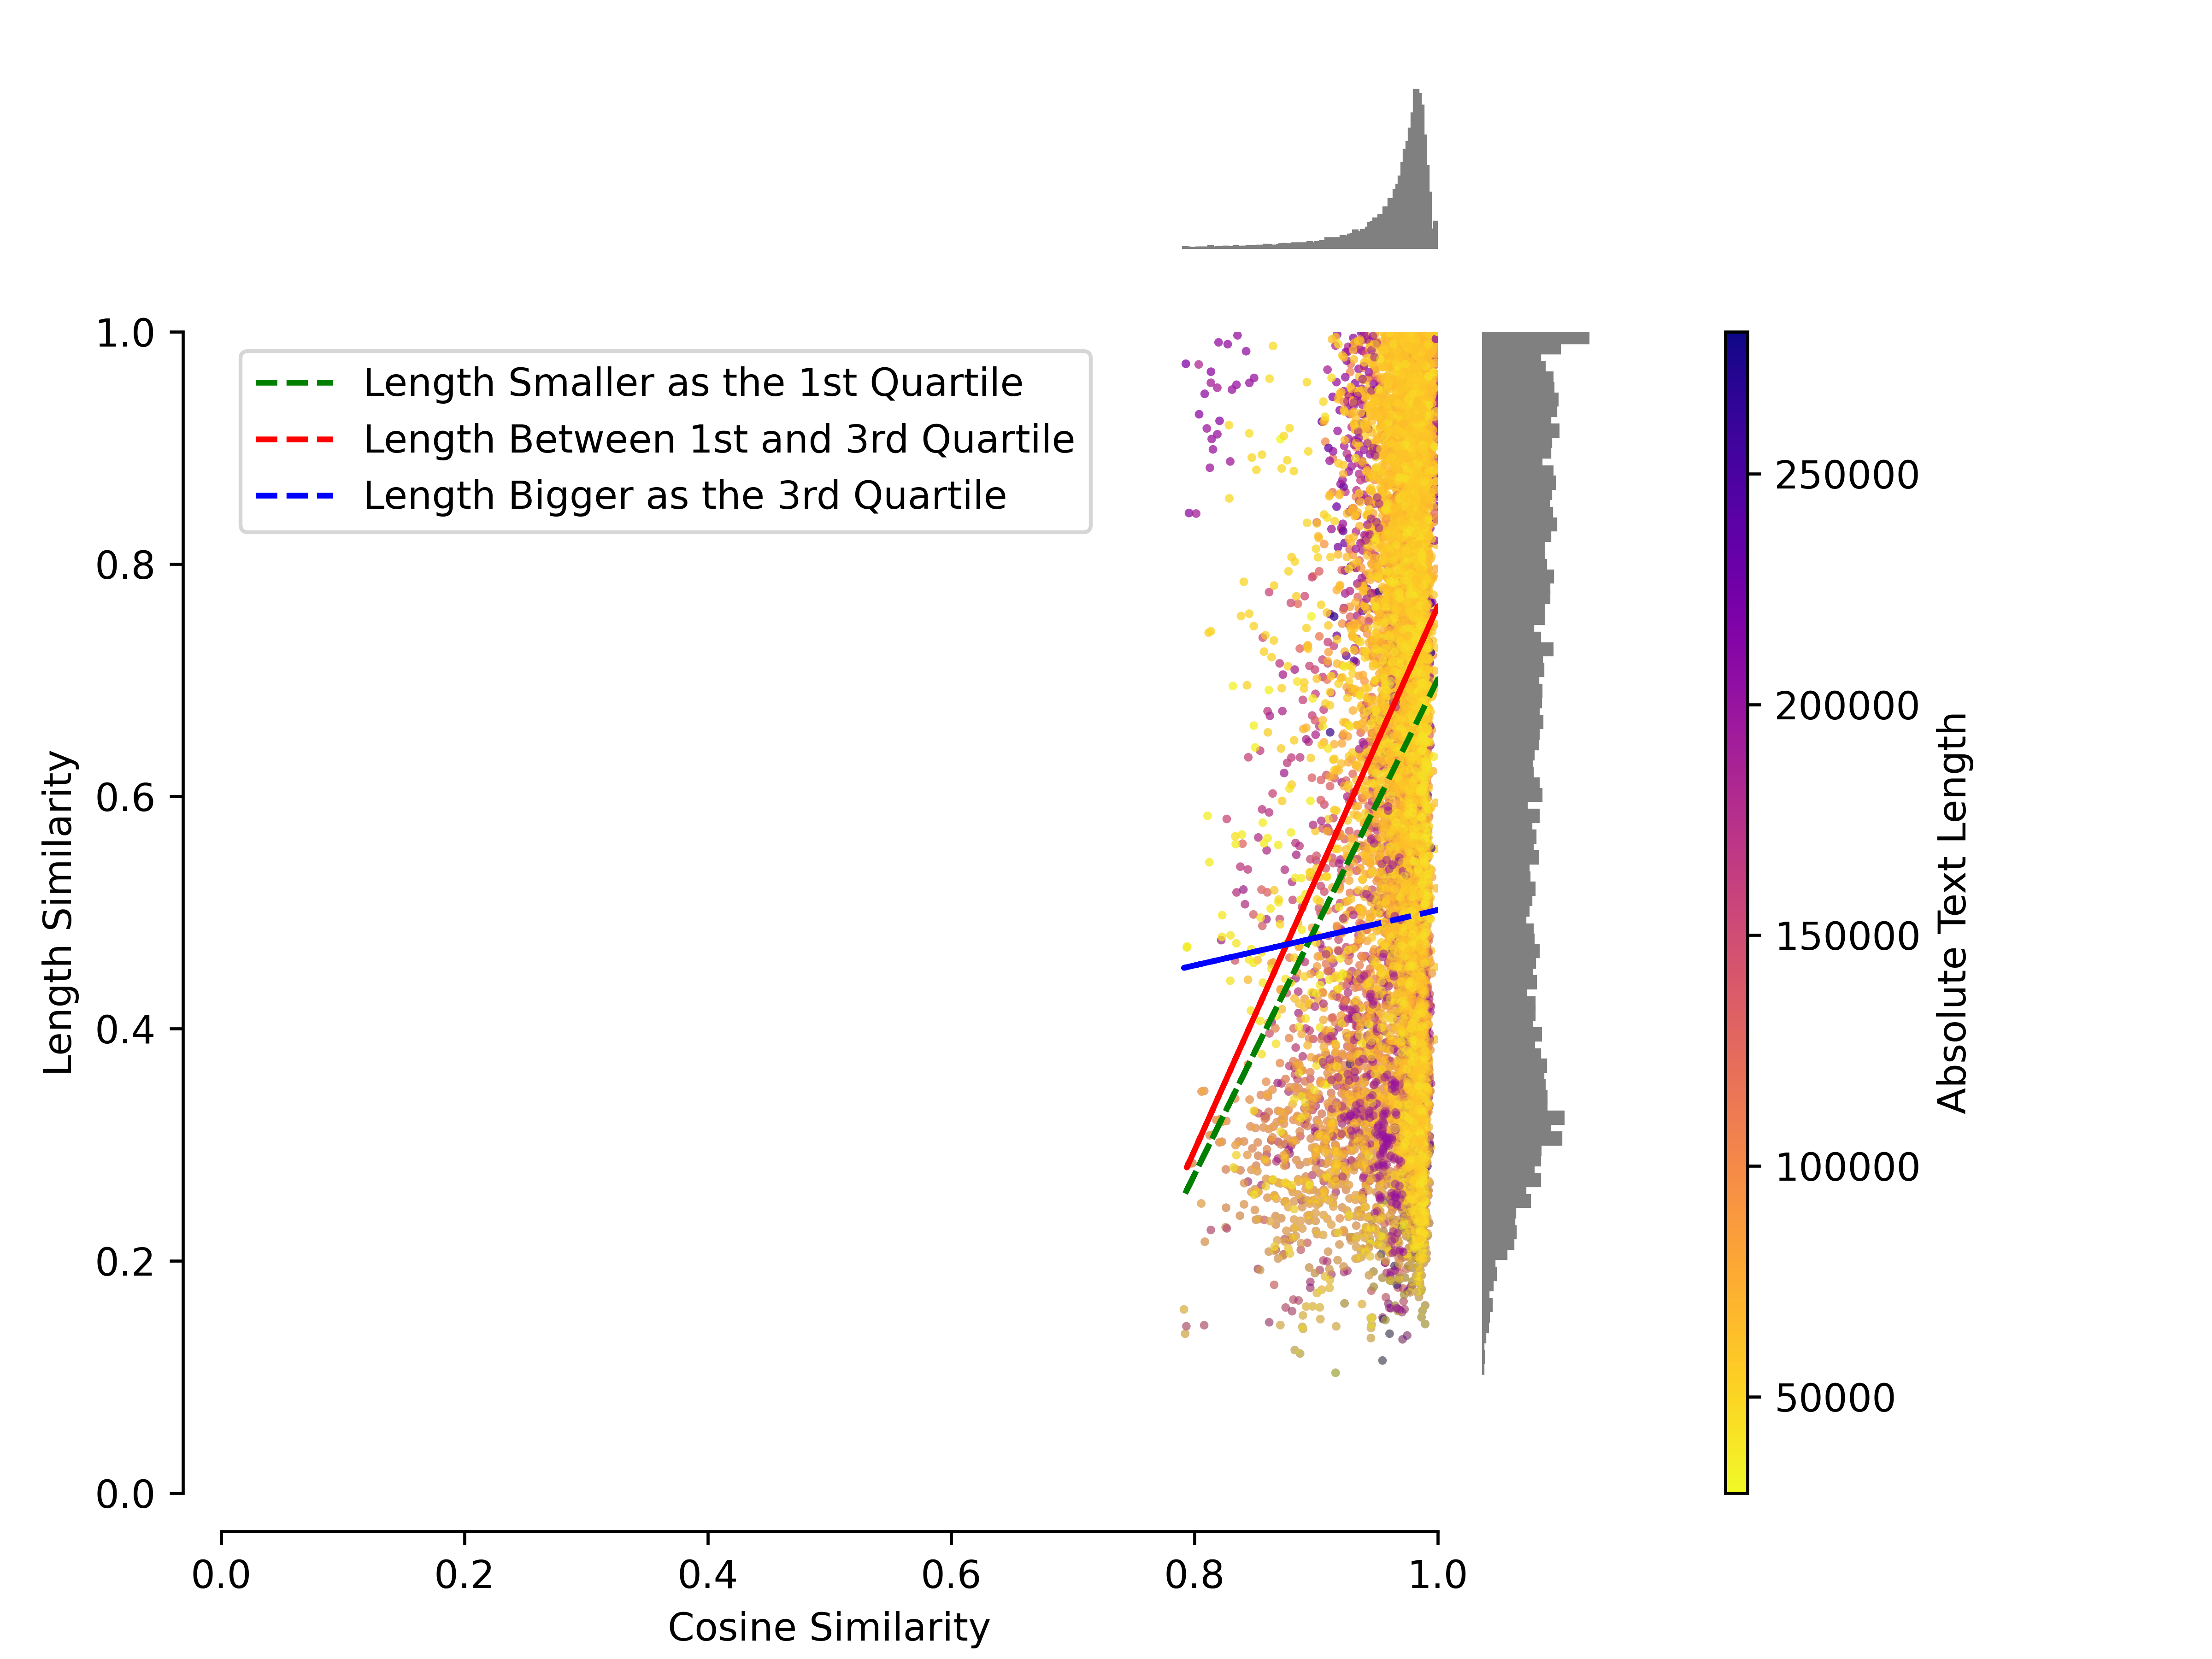 1.0
0.8
0.6
0.4
0.2
0.0
Length Similarity
Length Smaller as the 1st Quartile
Length Between 1st and 3rd Quartile
Length Bigger as the 3rd Quartile
0.0 0.2 0.4 0.6 0.8 1.0
Cosine Similarity
250000
200000
150000
100000
50000
Absolute Text Length